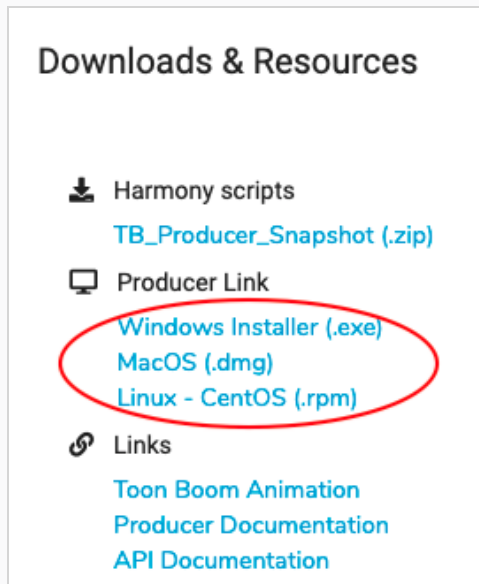 Downloads & Resources
Harmony scripts
TB_Producer_Snapshot (.zip)
Producer Link
Windows Installer (.exe)
MacOS (.dmg)
Linux - CentOS (.rpm)
Links
Toon Boom Animation
Producer Documentation
API Documentation